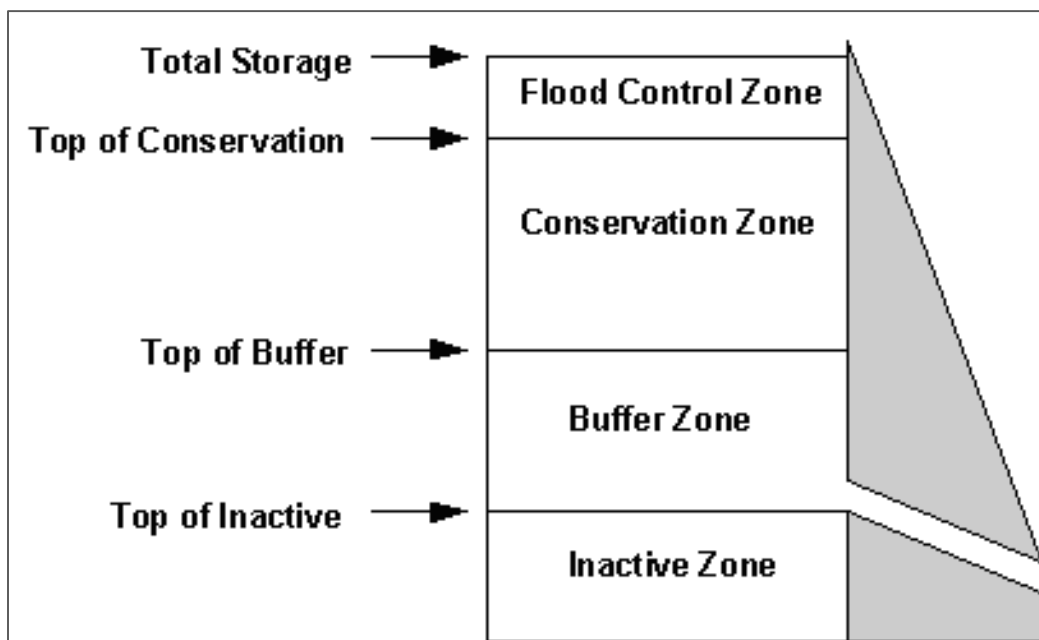 Total Storage
Flood Control Zone
Top of Conservation
Conservation Zone
Top of Buffer
Buffer Zone
Top of Inactive
Inactive Zone